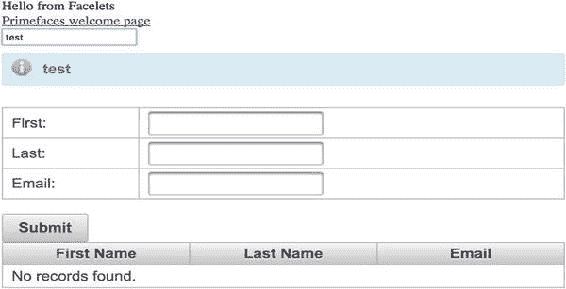 Hello from Facelets
Primefaces welcome page
test
test
First:
Last:
Email:
Submit
First Name Last Name Email
No records found.